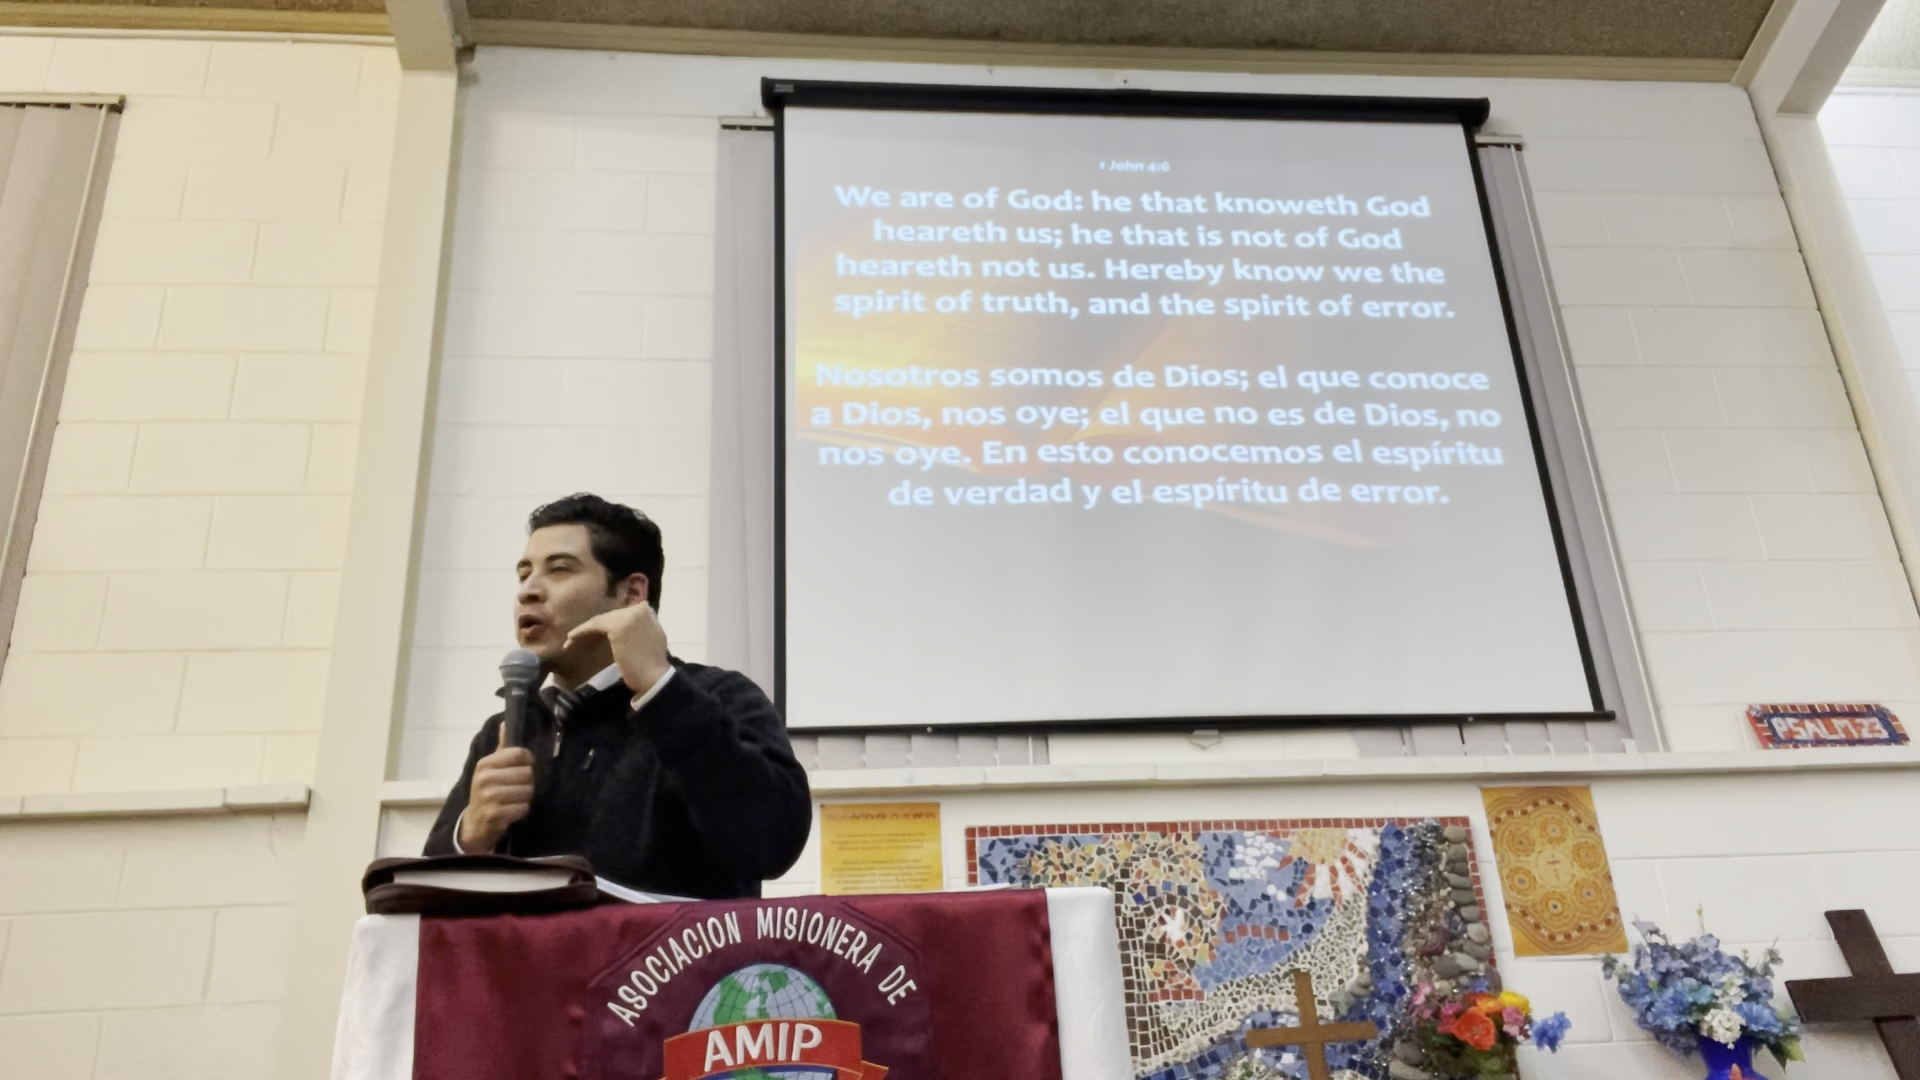 1 John 4:6
We are of God: he that knoweth God
heareth us; he that is not of God
heareth not us. Hereby know we the
spirit of truth, and the spirit of error.
Nosotros somos de Dios; el que conoce
a Dios, nos oye; el que no es de Dios, no
nos oye. En esto conocemos el espíritu
de verdad y el espíritu de error.
PSALM 23
ASOCIACION MISIONERA DE
AMIP